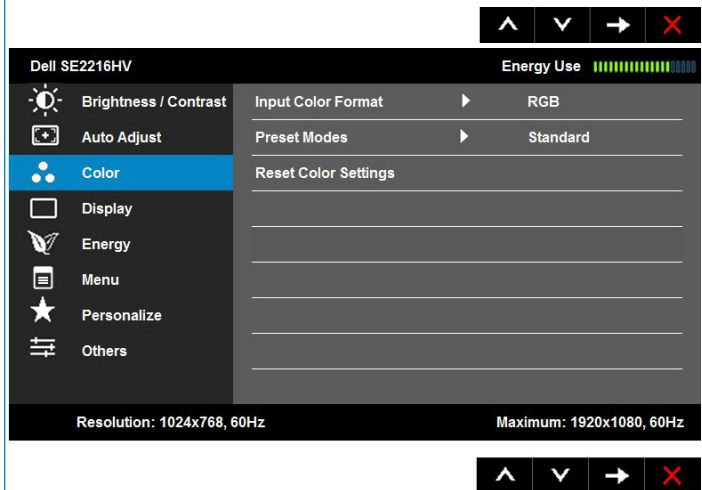 Dell SE2216HV Energy Use
Brightness / Contrast Input Color Format RGB
Auto Adjust Preset Modes Standard
Color Reset Color Settings
Display
Energy
Menu
Personalize
Others
Resolution: 1024x768, 60Hz Maximum: 1920x1080, 60Hz